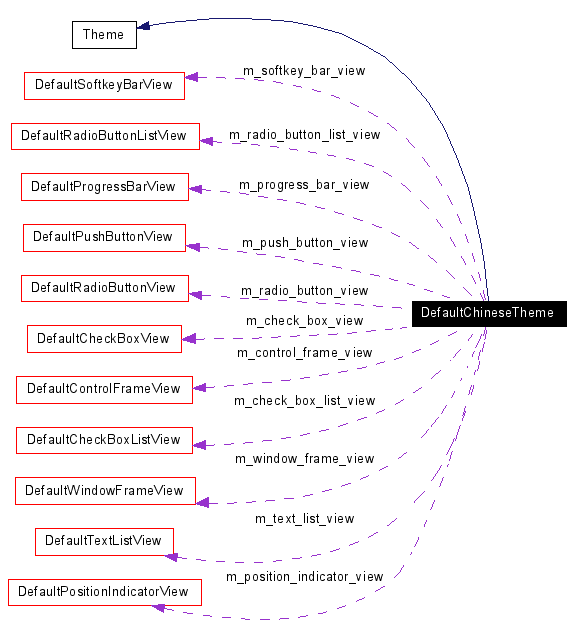 Theme
m_softkey_bar_view
DefaultSoftkeyBarView
DefaultRadioButtonListView
m_radio_button_list_view
DefaultProgressBarView
m_progress_bar_view
DefaultPushButtonView
m_push_button_view
DefaultRadioButtonView
m_radio_button_view
DefaultChineseTheme
m_check_box_view
DefaultCheckBoxView
m_control_frame_view
DefaultControlFrameView
m_check_box_list_view
DefaultCheckBoxListView
m_window_frame_view
DefaultWindowFrameView
m_text_list_view
DefaultTextListView
m_position_indicator_view
DefaultPositionIndicatorView